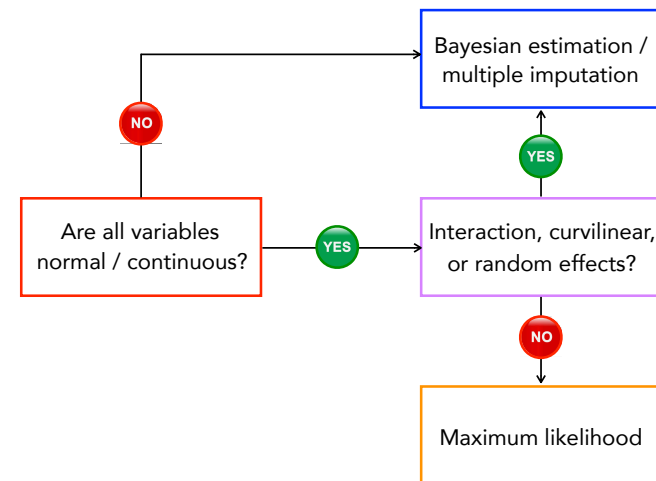 Bayesian estimation /
multiple imputation
NO
YES
Are all variables
normal / continuous?
YES
Interaction, curvilinear,
or random effects?
NO
Maximum likelihood